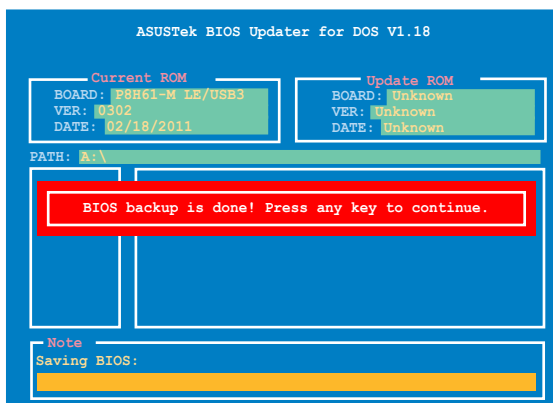 ASUSTek BIOS Updater for DOS V1.18
Current ROM
BOARD: P8H61-M LE/USB3
VER: 0302
DATE: 02/18/2011
Update ROM
BOARD: Unknown
VER: Unknown
DATE: Unknown
PATH: A:\
BIOS backup is done! Press any key to continue.
Note
Saving BIOS: